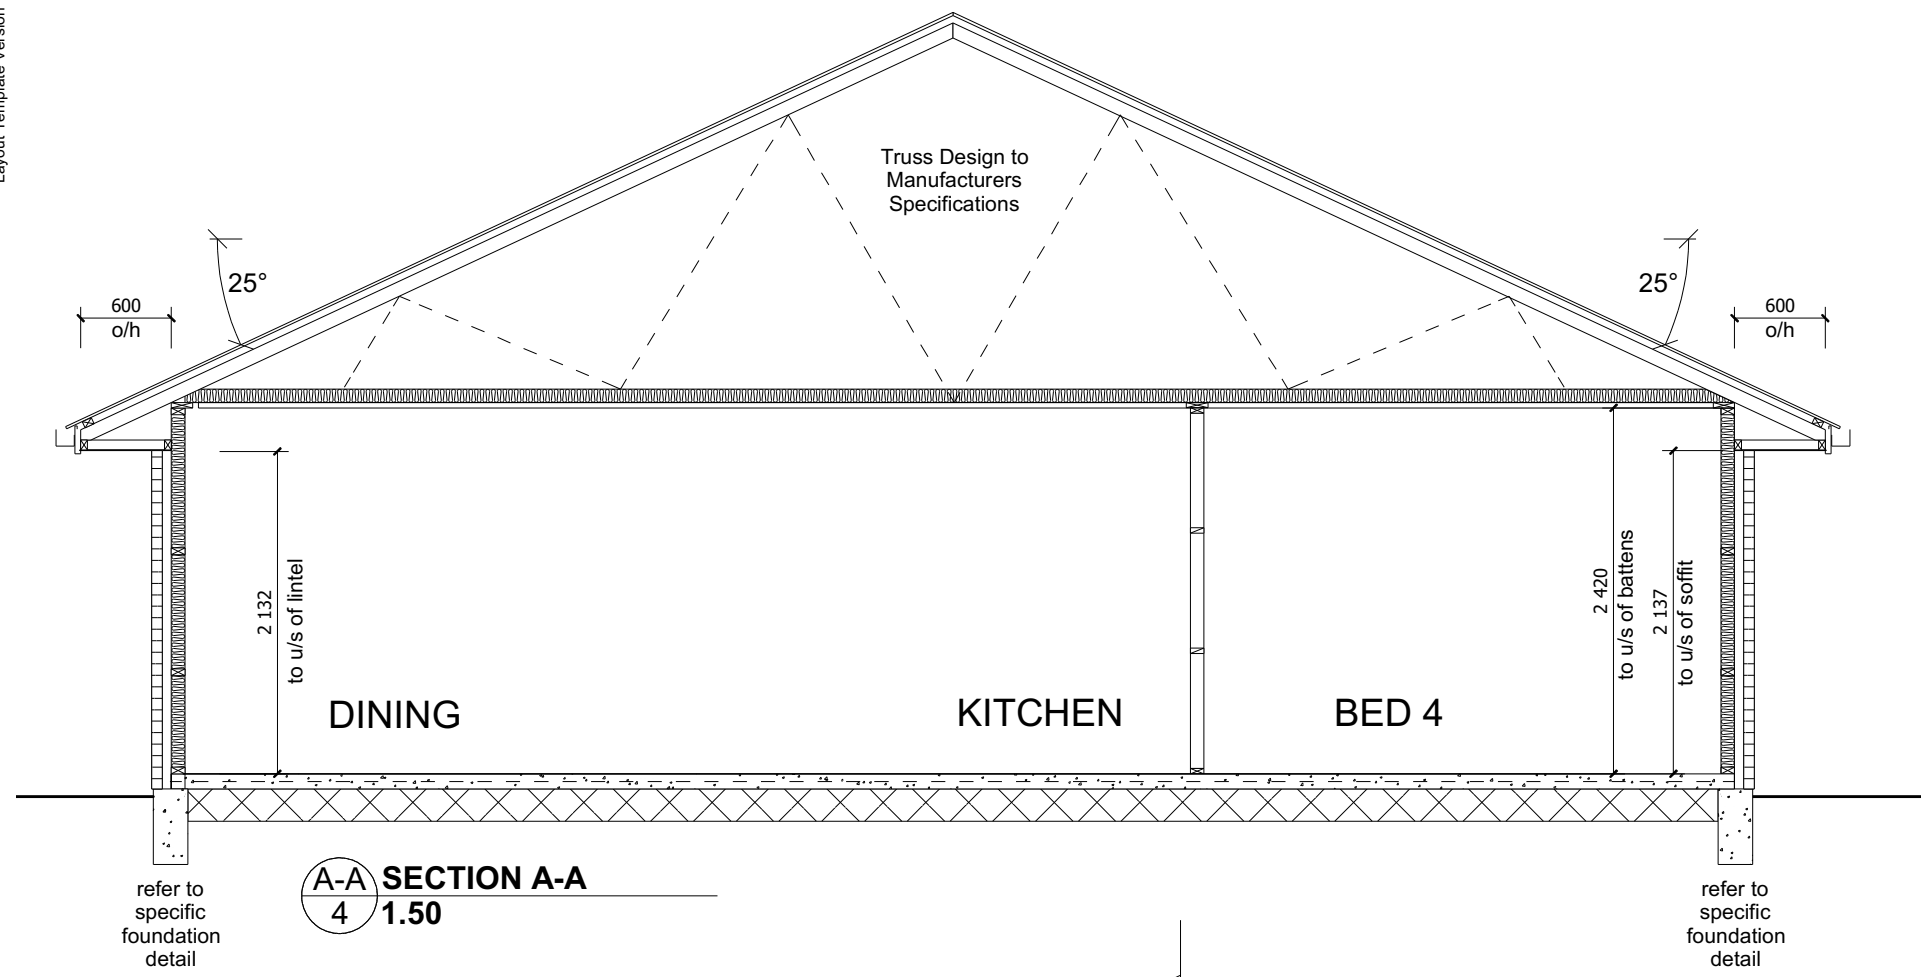 Layout Template Version
Truss Design to
Manufacturers
Specifications
25°
25°
600
o/h
600
o/h
2 132
to u/s of lintel
2 420
to u/s of battens
2 137
to u/s of soffit
DINING
KITCHEN
BED 4
A-A
4
SECTION A-A
1.50
refer to
specific
foundation
detail
refer to
specific
foundation
detail